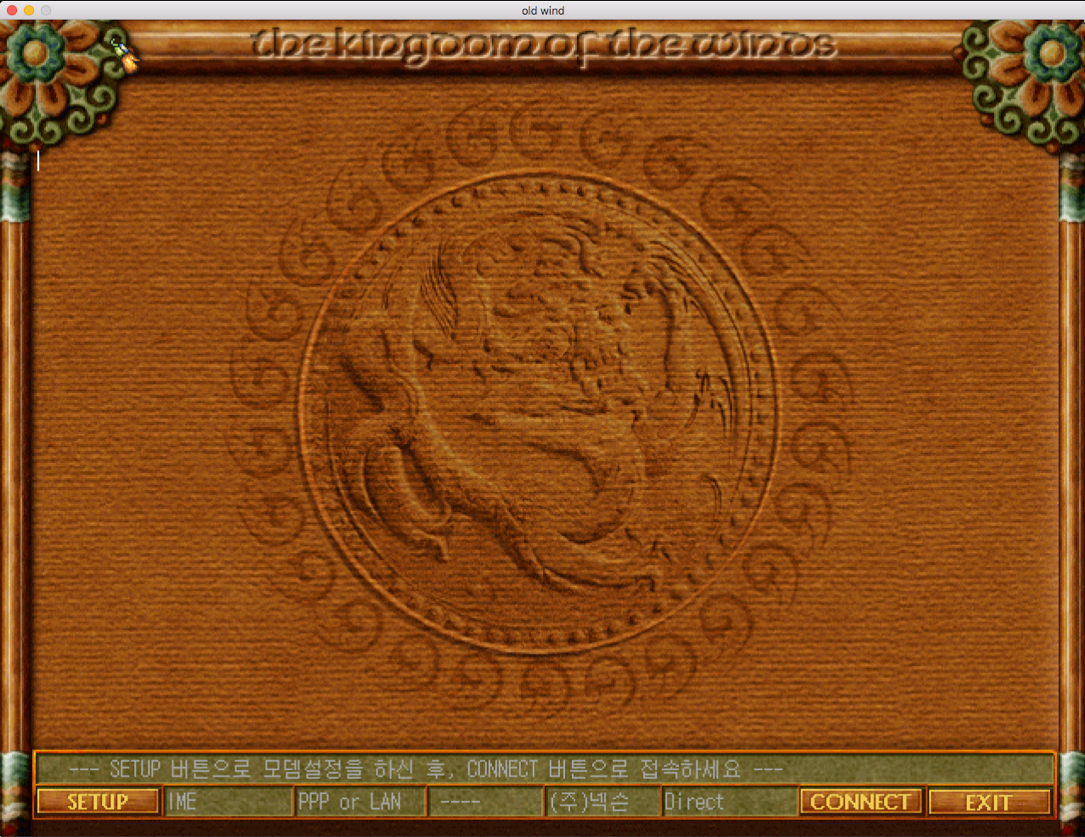 old wind
the kingdom of the winds
--- SETUP 버튼으로 모뎀설정을 하신 후, CONNECT 버튼으로 접속하세요 ---
SETUP IME PPP or LAN ---- (주)넥슨 Direct CONNECT EXIT